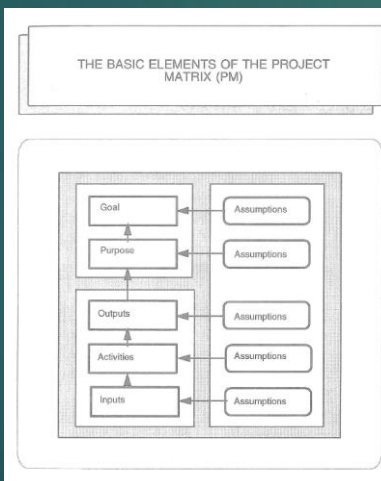 THE BASIC ELEMENTS OF THE PROJECT
MATRIX (PM)
Goal
Assumptions
Purpose
Assumptions
Outputs
Assumptions
Activities
Assumptions
Inputs
Assumptions